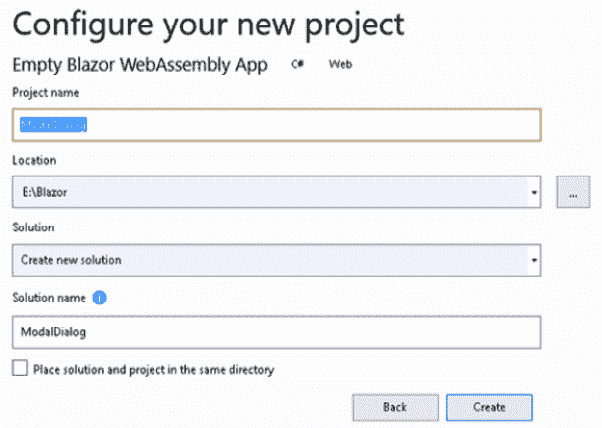 Configure your new project
Empty Blazor WebAssembly App C# Web
Project name
Location
E:\Blazor
...
Solution
Create new solution
Solution name i
ModalDialog
Place solution and project in the same directory
Back Create